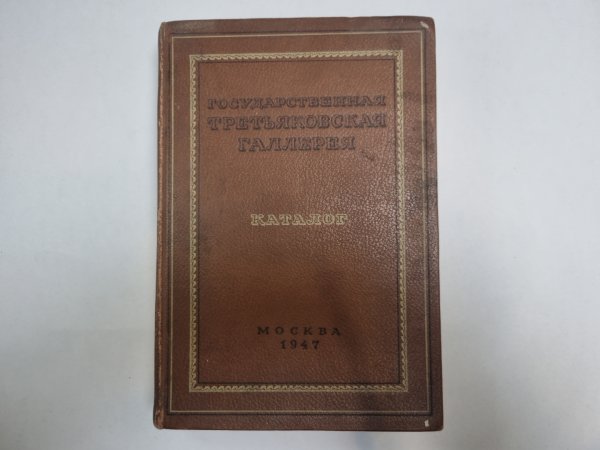 ГОСУДАРСТВЕННАЯ
ТРЕТЬЯКОВСКАЯ
ГАЛЛЕРЕЯ
КАТАЛОГ
МОСКВА
1947